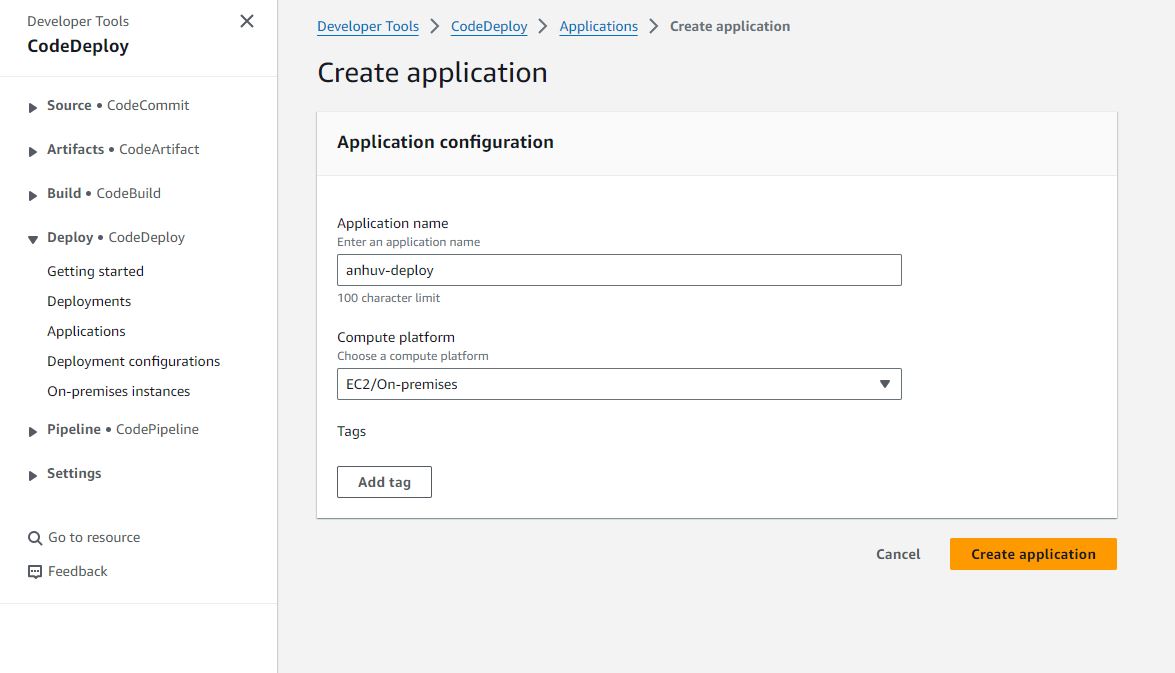 Developer Tools
CodeDeploy
Source • CodeCommit
Artifacts • CodeArtifact
Build • CodeBuild
Deploy • CodeDeploy
Getting started
Deployments
Applications
Deployment configurations
On-premises instances
Pipeline • CodePipeline
Settings
Go to resource
Feedback
Developer Tools > CodeDeploy > Applications > Create application
Create application
Application configuration
Application name
Enter an application name
anhuv-deploy
100 character limit
Compute platform
Choose a compute platform
EC2/On-premises
Tags
Add tag
Cancel
Create application